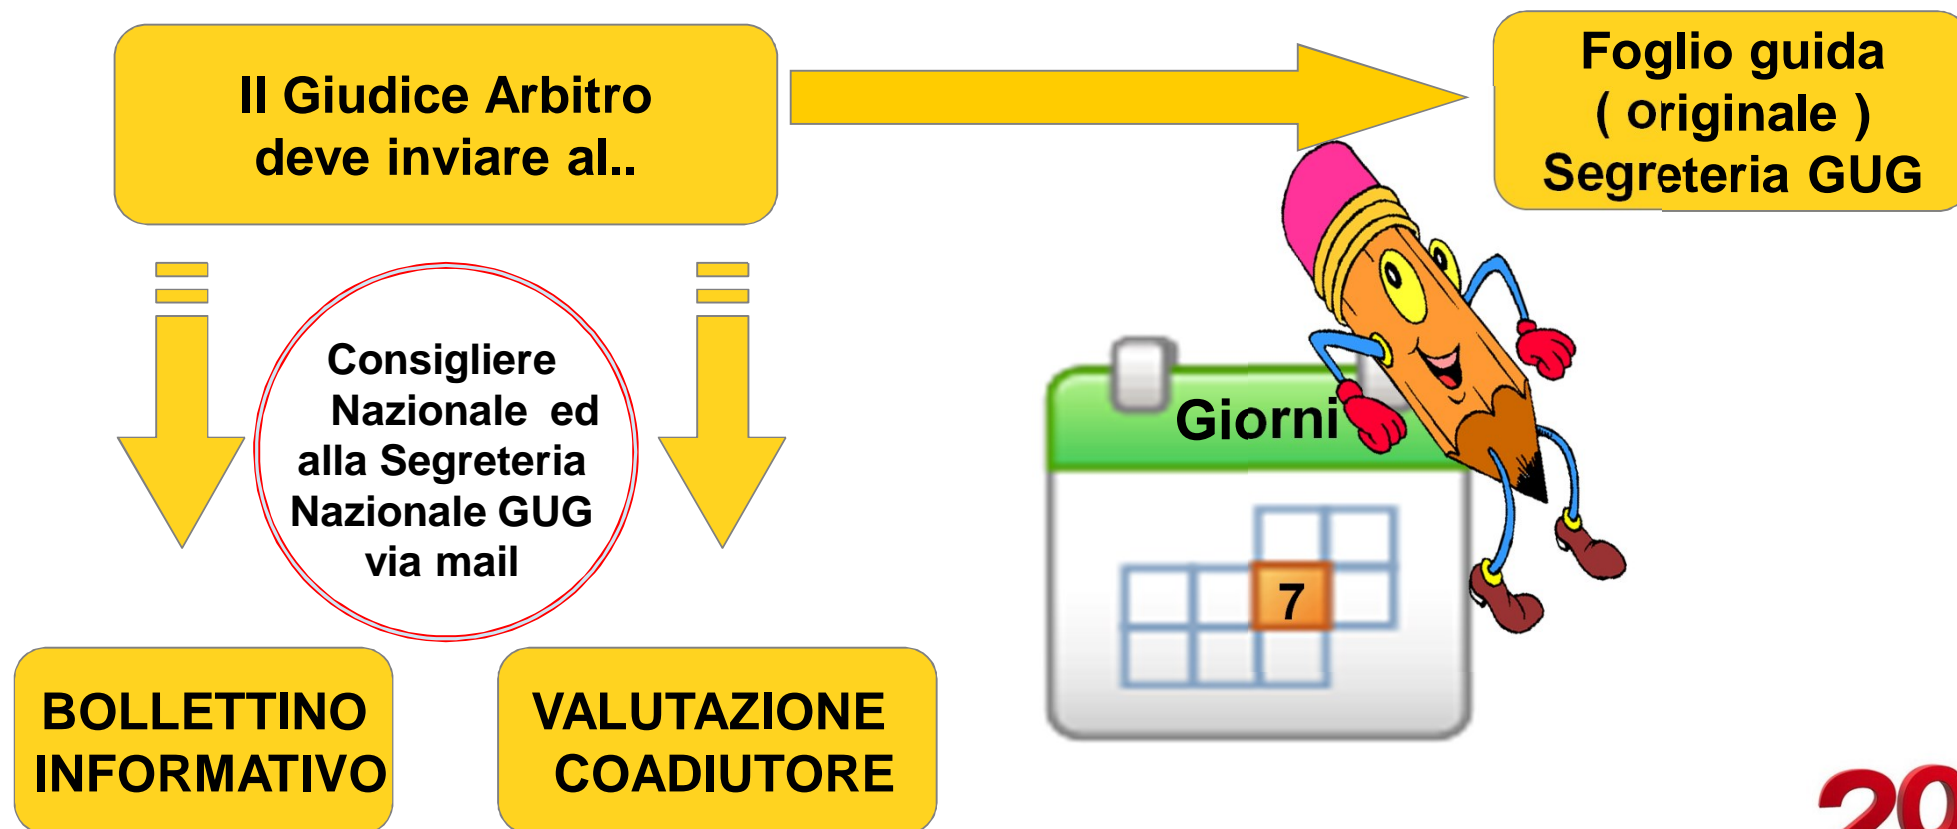 Il Giudice Arbitro
deve inviare al..
Foglio guida
( originale )
Segreteria GUG
Consigliere
Nazionale ed
alla Segreteria
Nazionale GUG
via mail
Giorni
7
BOLLETTINO
INFORMATIVO
VALUTAZIONE
COADIUTORE
20